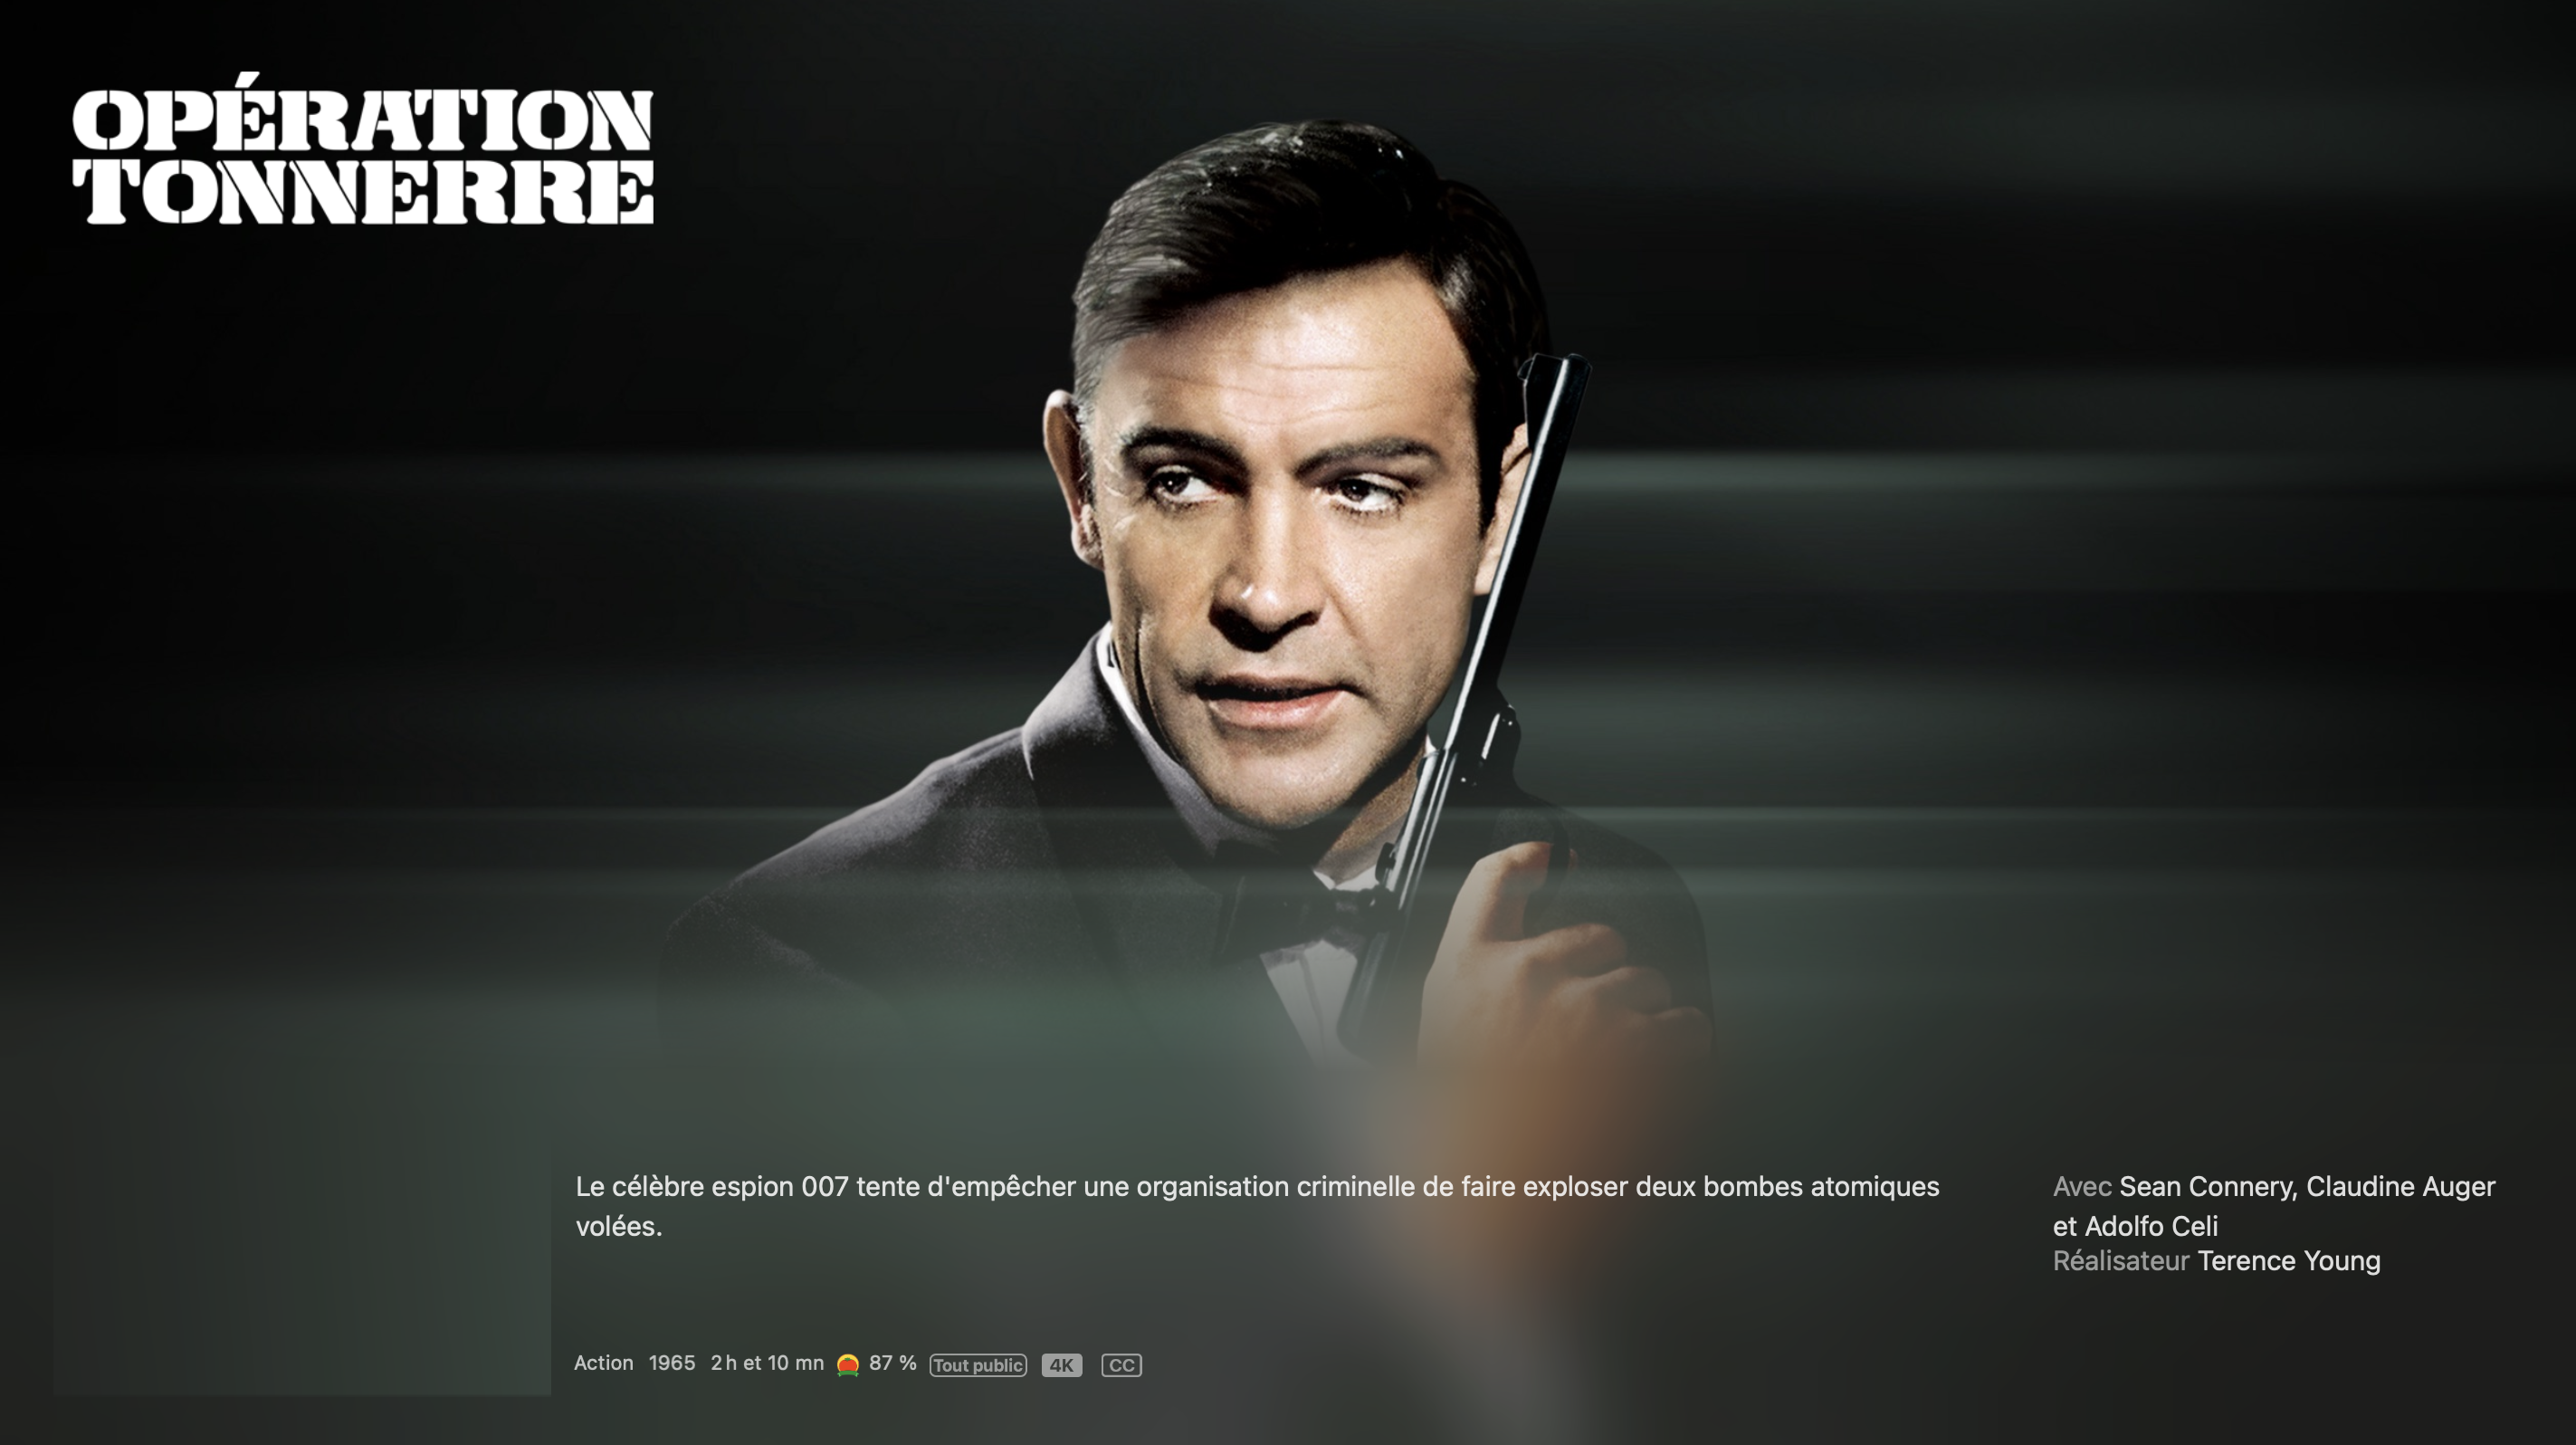 OPÉRATION
TONNERRE
Le célèbre espion 007 tente d'empêcher une organisation criminelle de faire exploser deux bombes atomiques
volées.
Avec Sean Connery, Claudine Auger
et Adolfo Celi
Réalisateur Terence Young
Action 1965 2 h et 10 mn 87 % Tout public 4K CC